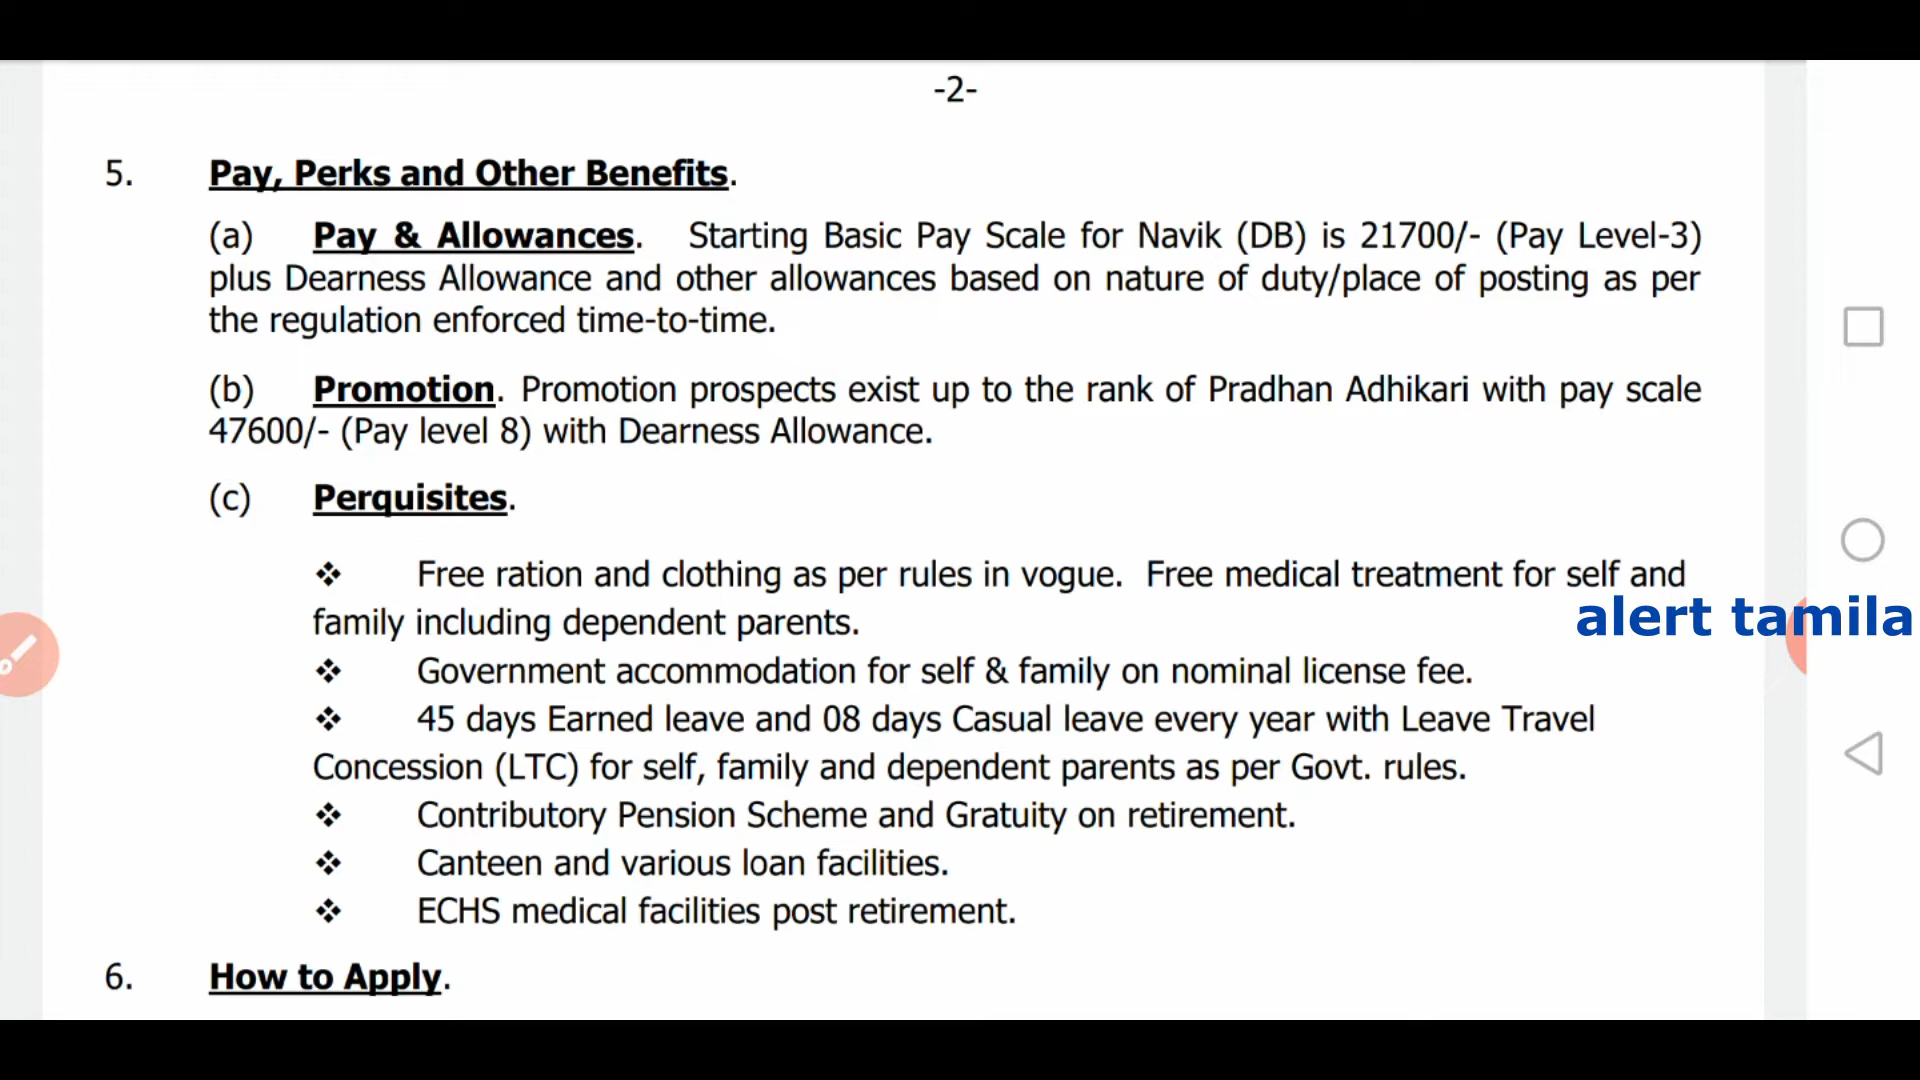 -2-
5. Pay, Perks and Other Benefits.
(a) Pay & Allowances. Starting Basic Pay Scale for Navik (DB) is 21700/- (Pay Level-3)
plus Dearness Allowance and other allowances based on nature of duty/place of posting as per
the regulation enforced time-to-time.
(b) Promotion. Promotion prospects exist up to the rank of Pradhan Adhikari with pay scale
47600/- (Pay level 8) with Dearness Allowance.
(c) Perquisites.
❖ Free ration and clothing as per rules in vogue. Free medical treatment for self and
family including dependent parents.
alert tamila
❖ Government accommodation for self & family on nominal license fee.
❖ 45 days Earned leave and 08 days Casual leave every year with Leave Travel
Concession (LTC) for self, family and dependent parents as per Govt. rules.
❖ Contributory Pension Scheme and Gratuity on retirement.
❖ Canteen and various loan facilities.
❖ ECHS medical facilities post retirement.
6. How to Apply.